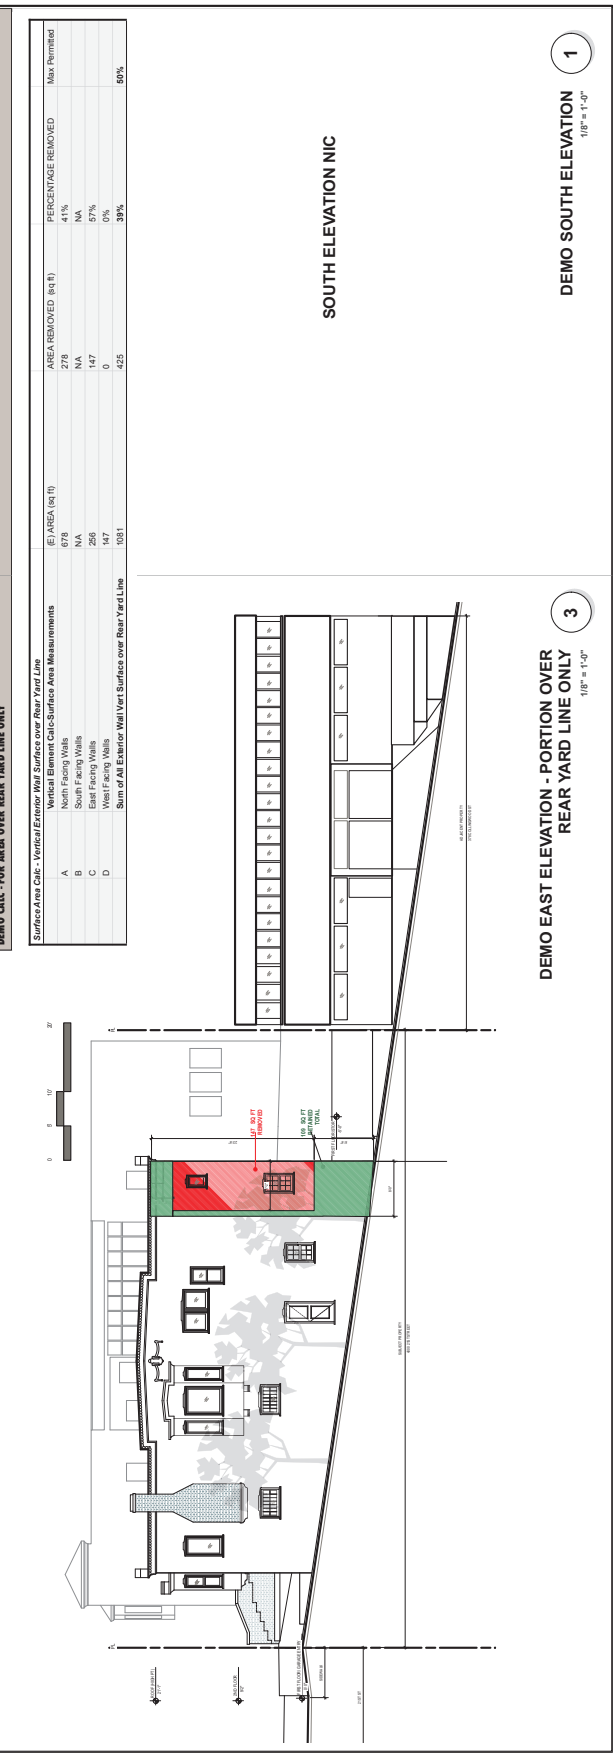 DEMO CALC - FOR AREA OVER REAR YARD LINE ONLY
Surface Area Calc - Vertical Exterior Wall Surface over Rear Yard Line
Vertical Element Calc-Surface Area Measurements (E) AREA (sq ft) AREA REMOVED (sq ft) PERCENTAGE REMOVED Max Permitted
A North Facing Walls 678 278 41%
B South Facing Walls NA NA NA
C East Facing Walls 256 147 57%
D West Facing Walls 147 0 0%
Sum of All Exterior Wall Vert Surface over Rear Yard Line 1081 425 39% 50%
0 5' 10' 20'
PL
PL
147 SQ FT
REMOVED
109 SQ FT
RETAINED
TOTAL
2ND FLOOR
SUBJECT PROPERTY
ADJACENT PROPERTY
SOUTH ELEVATION NIC
DEMO EAST ELEVATION - PORTION OVER
REAR YARD LINE ONLY
1/8" = 1'-0"
3
DEMO SOUTH ELEVATION
1/8" = 1'-0"
1